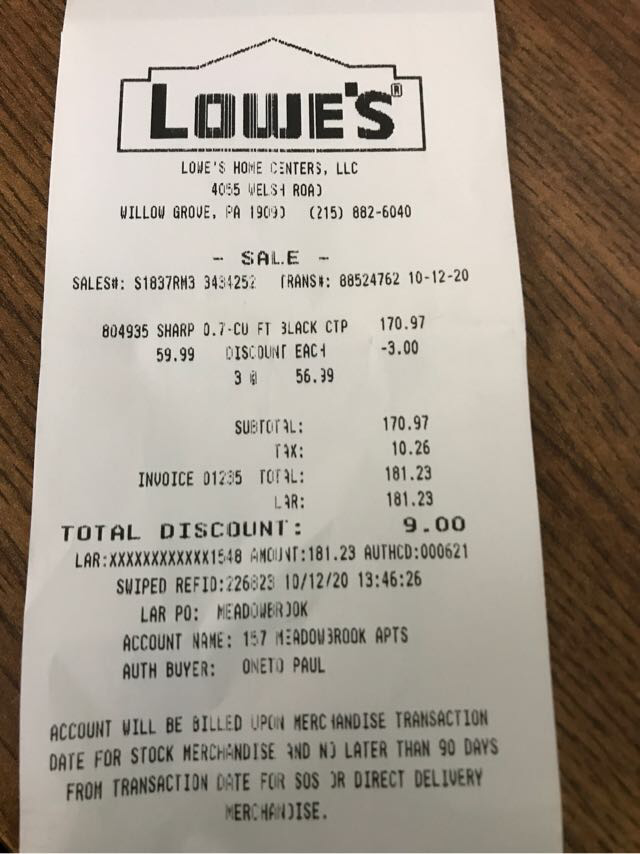 LOWE'S®
LOWE'S HOME CENTERS, LLC
4055 WELSH ROAD
WILLOW GROVE, PA 19090 (215) 882-6040
- SALE -
SALES#: S1837RM3 3434252 TRANS#: 88524762 10-12-20
804935 SHARP 0.7-CU FT BLACK CTP 170.97
59.99 DISCOUNT EACH -3.00
3 @ 56.99
SUBTOTAL: 170.97
TAX: 10.26
INVOICE 01235 TOTAL: 181.23
LAR: 181.23
TOTAL DISCOUNT: 9.00
LAR:XXXXXXXXXXXX1548 AMOUNT:181.23 AUTHCD:000621
SWIPED REFID:226823 10/12/20 13:46:26
LAR PO: MEADOWBROOK
ACCOUNT NAME: 157 MEADOWBROOK APTS
AUTH BUYER: ONETO PAUL
ACCOUNT WILL BE BILLED UPON MERCHANDISE TRANSACTION
DATE FOR STOCK MERCHANDISE AND NO LATER THAN 90 DAYS
FROM TRANSACTION DATE FOR SOS OR DIRECT DELIVERY
MERCHANDISE.